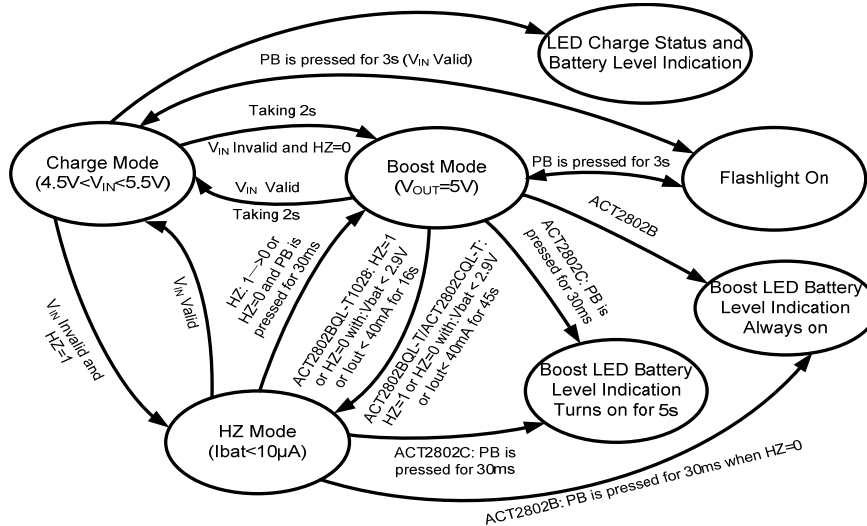 LED Charge Status and
Battery Level Indication
PB is pressed for 3s (VIN Valid)
Taking 2s
VIN Invalid and HZ=0
Charge Mode
(4.5V<VIN<5.5V)
VIN Valid
Taking 2s
Boost Mode
(VOUT=5V)
PB is pressed for 3s
Flashlight On
ACT2802B
Boost LED Battery
Level Indication
Always on
ACT2802C: PB is
pressed for 30ms
HZ: 1--->0 or
HZ=0 and PB is
pressed for 30ms
ACT2802BQL-T1028: HZ=1
or HZ=0 with:Vbat < 2.9V
or Iout < 40mA for 16s
ACT2802BQL-T/ACT2802CQL-T:
HZ=1 or HZ=0 with:Vbat < 2.9V
or Iout< 40mA for 45s
VIN Valid
VIN Invalid and
HZ=1
Boost LED Battery
Level Indication
Turns on for 5s
HZ Mode
(Ibat<10µA)
ACT2802C: PB is
pressed for 30ms
ACT2802B: PB is pressed for 30ms when HZ=0